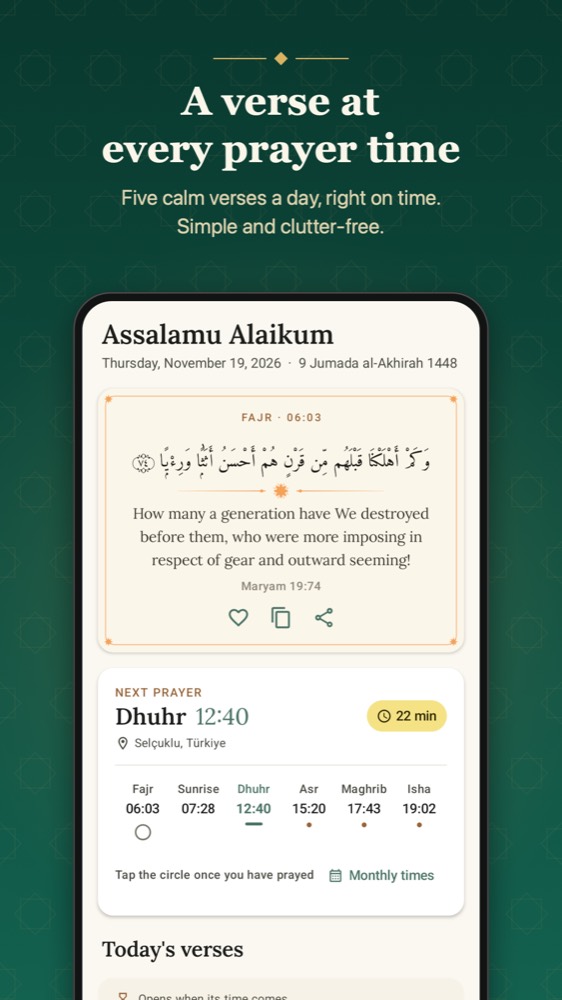 A verse at
every prayer time
Five calm verses a day, right on time.
Simple and clutter-free.
Assalamu Alaikum
Thursday, November 19, 2026 · 9 Jumada al-Akhirah 1448
FAJR · 06:03
وَكَمْ أَهْلَكْنَا قَبْلَهُم مِّن قَرْنٍ هُمْ أَحْسَنُ أَثَٰثًا وَرِءْيًا ٧٤
How many a generation have We destroyed
before them, who were more imposing in
respect of gear and outward seeming!
Maryam 19:74
NEXT PRAYER
Dhuhr 12:40
22 min
Selçuklu, Türkiye
Fajr Sunrise Dhuhr Asr Maghrib Isha
06:03 07:28 12:40 15:20 17:43 19:02
Tap the circle once you have prayed
Monthly times
Today's verses
Opens when its time comes